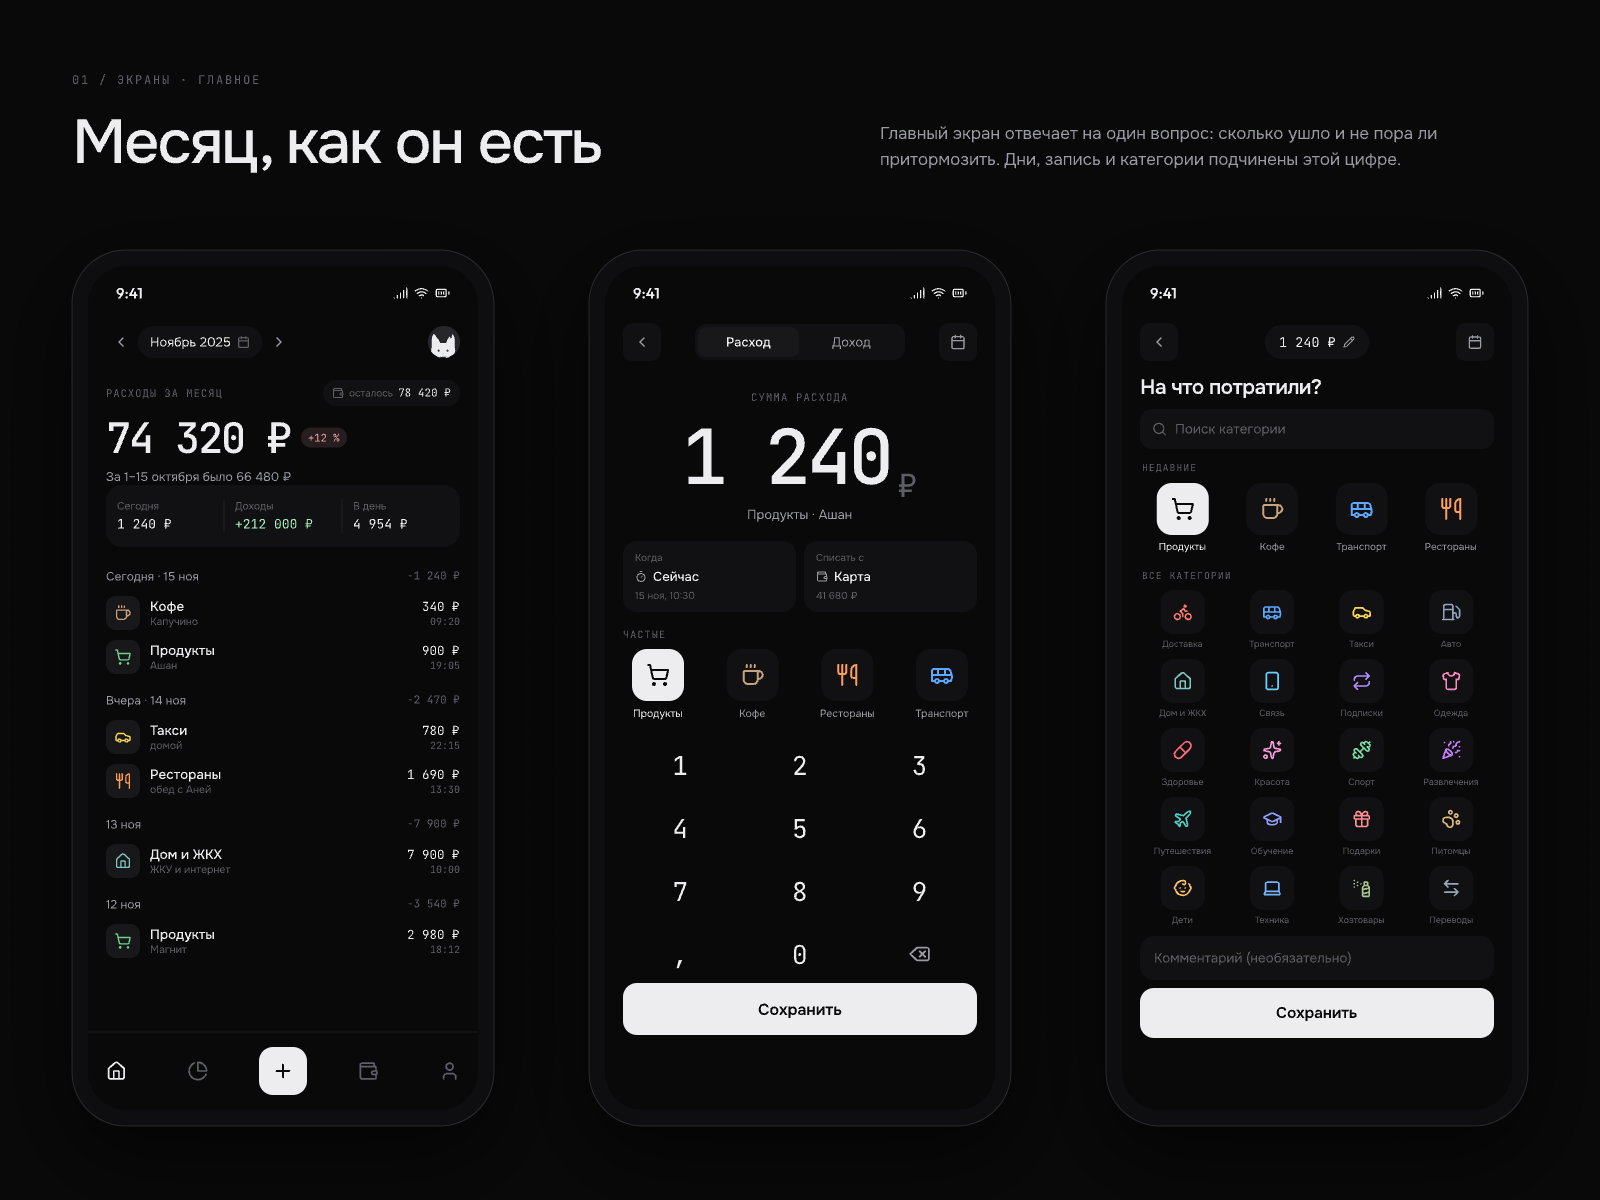 01 / ЭКРАНЫ · ГЛАВНОЕ
Месяц, как он есть
Главный экран отвечает на один вопрос: сколько ушло и не пора ли
притормозить. Дни, запись и категории подчинены этой цифре.
9:41
Ноябрь 2025
РАСХОДЫ ЗА МЕСЯЦ
осталось 78 420 ₽
74 320 ₽ +12 %
За 1–15 октября было 66 480 ₽
Сегодня Доходы В день
1 240 ₽ +212 000 ₽ 4 954 ₽
Сегодня · 15 ноя -1 240 ₽
Кофе 340 ₽
Капучино 09:20
Продукты 900 ₽
Ашан 19:05
Вчера · 14 ноя -2 470 ₽
Такси 780 ₽
домой 22:15
Рестораны 1 690 ₽
обед с Аней 13:30
13 ноя -7 900 ₽
Дом и ЖКХ 7 900 ₽
ЖКУ и интернет 10:00
12 ноя -3 540 ₽
Продукты 2 980 ₽
Магнит 18:12
9:41
Расход Доход
СУММА РАСХОДА
1 240 ₽
Продукты · Ашан
Когда
Сейчас
15 ноя, 10:30
Списать с
Карта
41 680 ₽
ЧАСТЫЕ
Продукты Кофе Рестораны Транспорт
1 2 3
4 5 6
7 8 9
, 0
Сохранить
9:41
1 240 ₽
На что потратили?
Поиск категории
НЕДАВНИЕ
Продукты Кофе Транспорт Рестораны
ВСЕ КАТЕГОРИИ
Доставка Транспорт Такси Авто
Дом и ЖКХ Связь Подписки Одежда
Здоровье Красота Спорт Развлечения
Путешествия Обучение Подарки Питомцы
Дети Техника Хозтовары Переводы
Комментарий (необязательно)
Сохранить